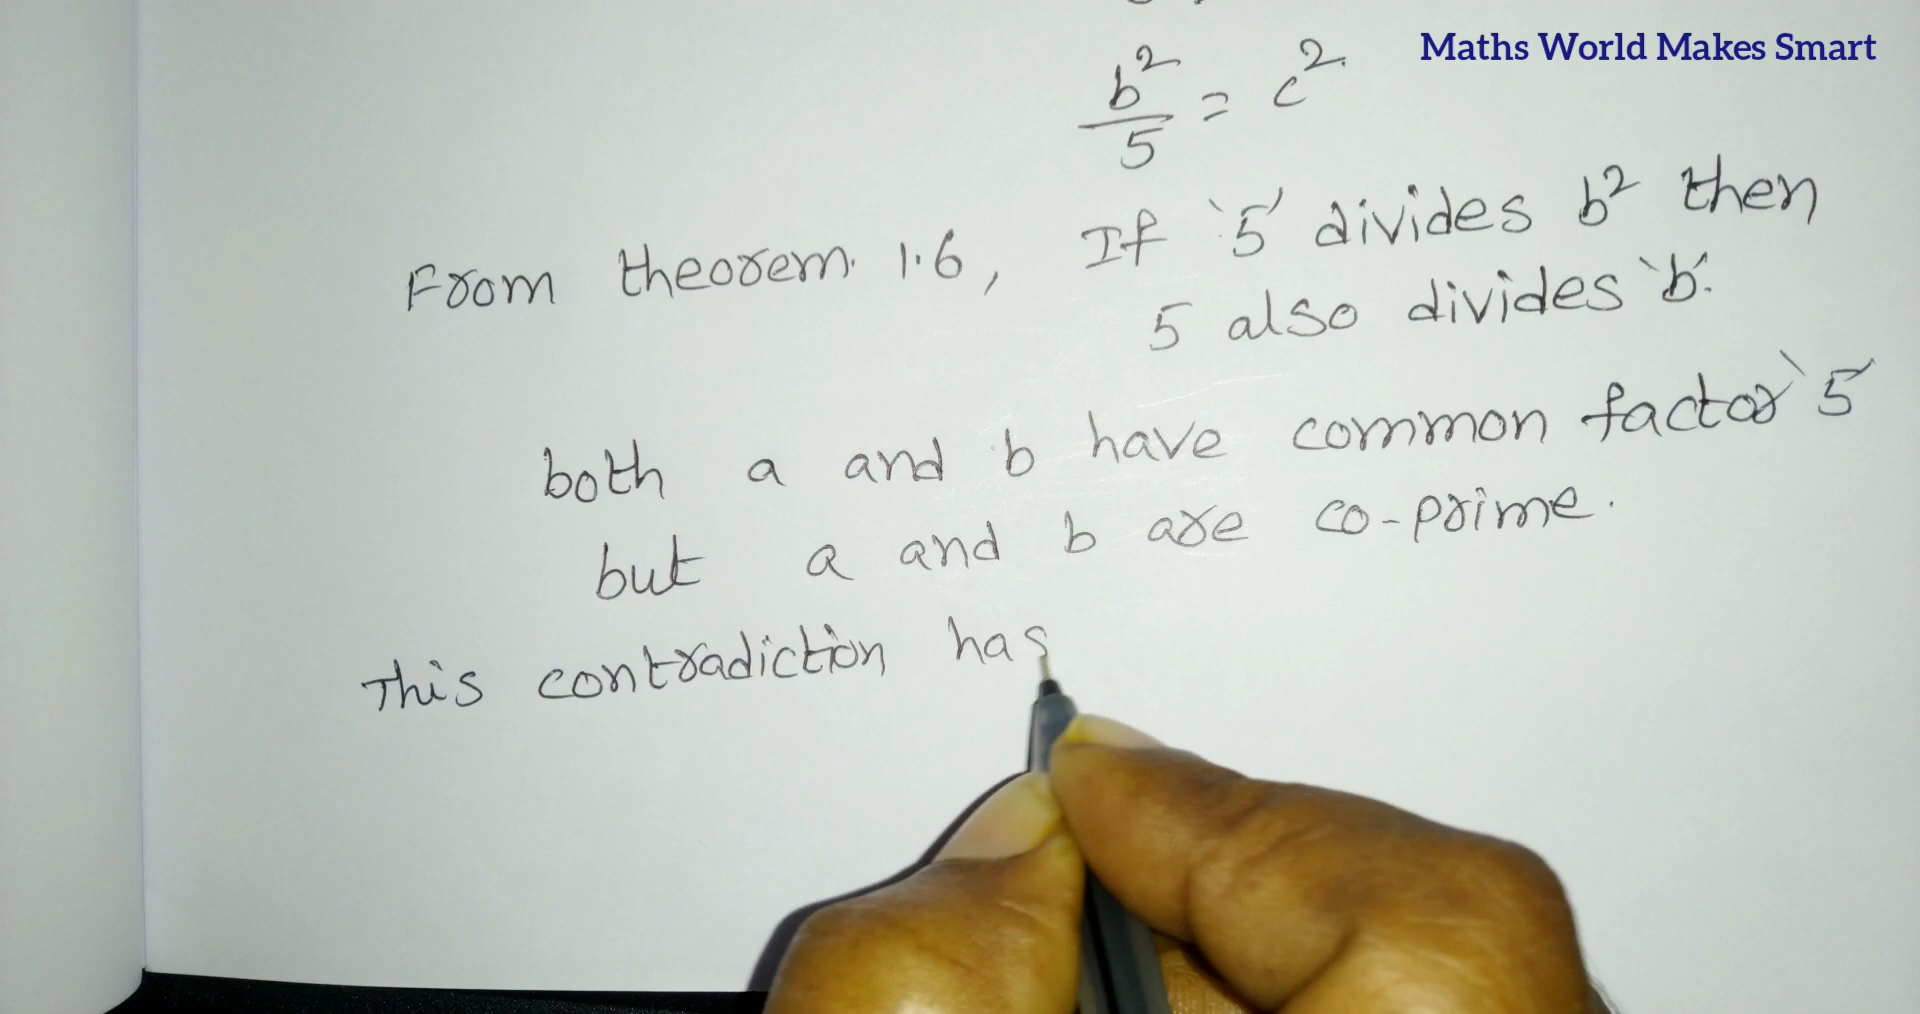 Maths World Makes Smart
b²/5 = c².
From theorem. 1.6, If `5' divides b² then
5 also divides `b'.
both a and b have common factor `5'
but a and b are co-prime.
This contradiction has